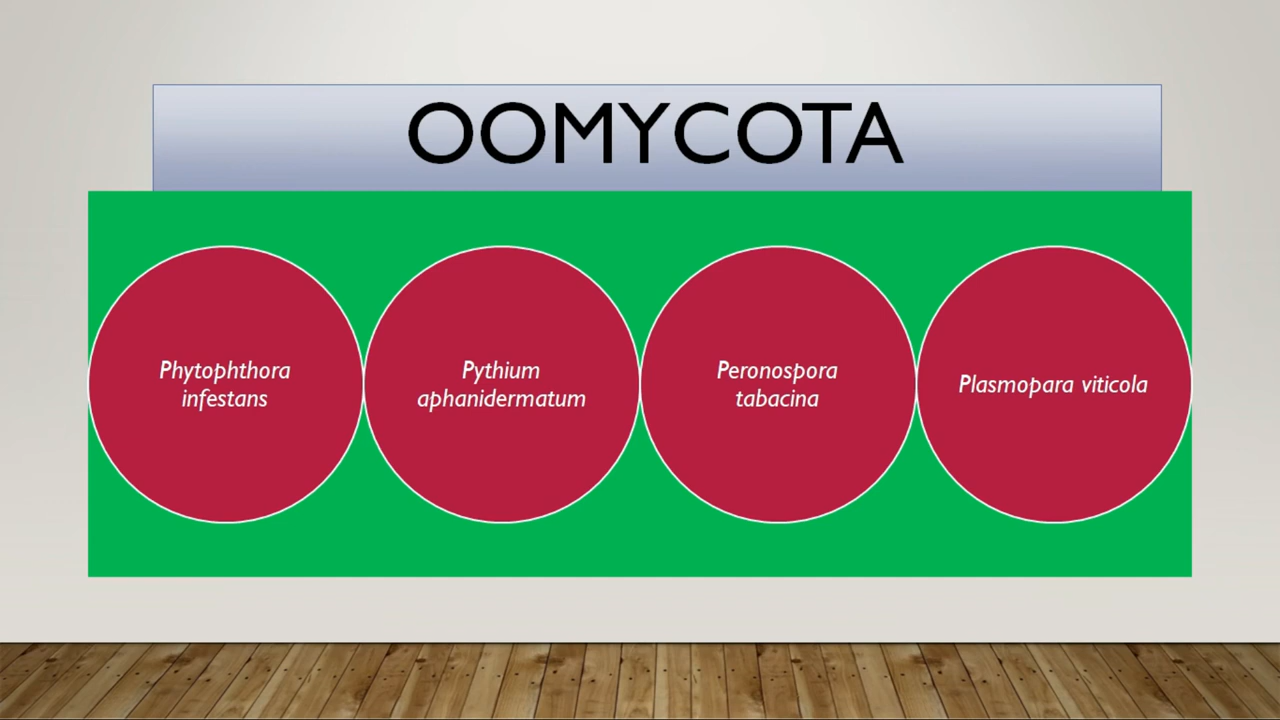 OOMYCOTA
Phytophthora
infestans
Pythium
aphanidermatum
Peronospora
tabacina
Plasmopara viticola